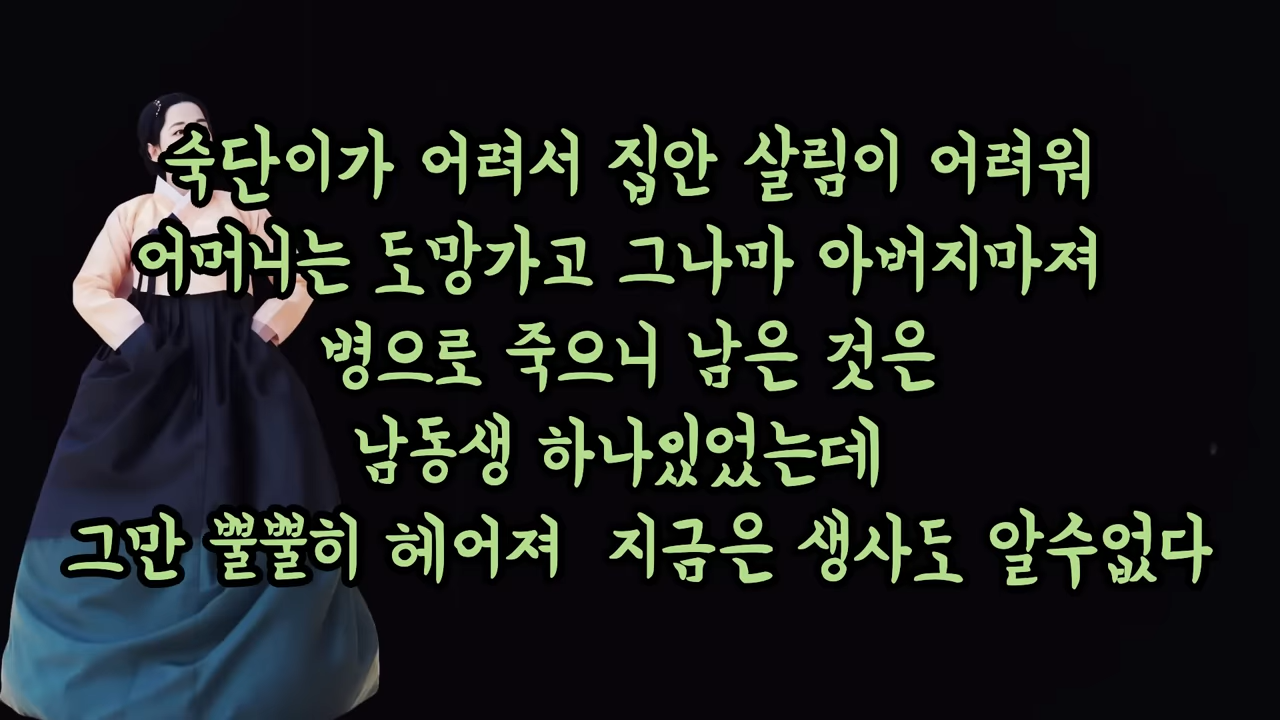 숙단이가 어려서 집안 살림이 어려워
어머니는 도망가고 그나마 아버지마져
병으로 죽으니 남은 것은
남동생 하나있었는데
그만 뿔뿔히 헤어져 지금은 생사도 알수없다